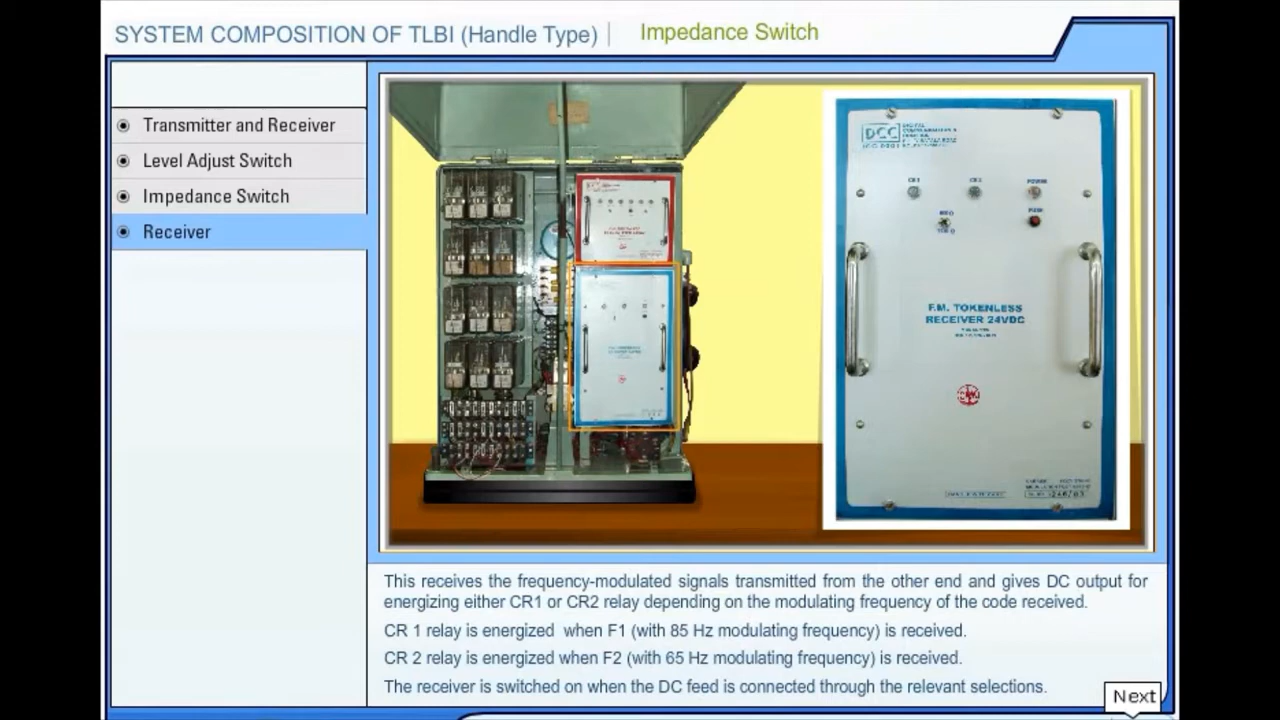 SYSTEM COMPOSITION OF TLBI (Handle Type)
Impedance Switch
Transmitter and Receiver
Level Adjust Switch
Impedance Switch
Receiver
DCC
CR1
CR2
POWER
F.M. TOKENLESS
RECEIVER 24VDC
This receives the frequency-modulated signals transmitted from the other end and gives DC output for
energizing either CR1 or CR2 relay depending on the modulating frequency of the code received.
CR 1 relay is energized when F1 (with 85 Hz modulating frequency) is received.
CR 2 relay is energized when F2 (with 65 Hz modulating frequency) is received.
The receiver is switched on when the DC feed is connected through the relevant selections.
Next